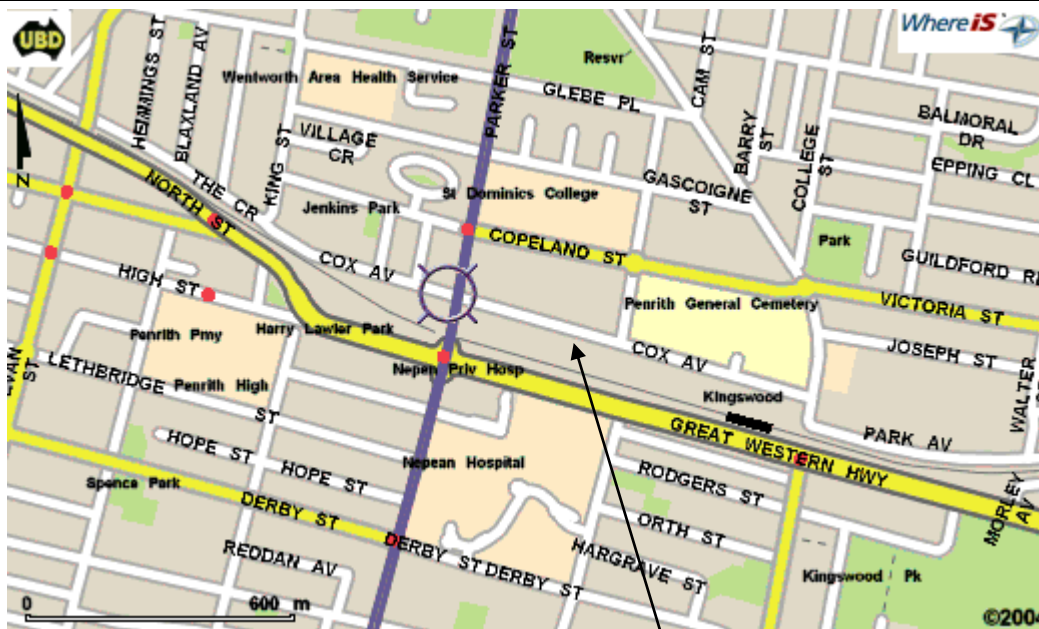 UBD
Where iS
HEMMINGS ST
BLAXLAND AV
PARKER ST
Resvr
CAM ST
Wentworth Area Health Service
GLEBE PL
BALMORAL DR
BARRY ST
COLLEGE ST
VILLAGE CR
KING ST
EPPING CL
N
THE CR
NORTH ST
GASCOIGNE ST
St Dominics College
Jenkins Park
COPELAND ST
Park
COX AV
GUILDFORD
HIGH ST
Penrith General Cemetery
VICTORIA ST
Penrith Pmy
Harry Lawler Park
COX AV
JOSEPH ST
LETHBRIDGE ST
Penrith High
Nepean Priv Hosp
Kingswood
WALTER
EVAN ST
GREAT WESTERN HWY
PARK AV
HOPE ST
HOPE ST
Nepean Hospital
RODGERS ST
MORLEY AV
Spence Park
DERBY ST
ORTH ST
DERBY ST
DERBY ST
HARGRAVE ST
REDDAN AV
Kingswood Pk
0 600 m
©2004